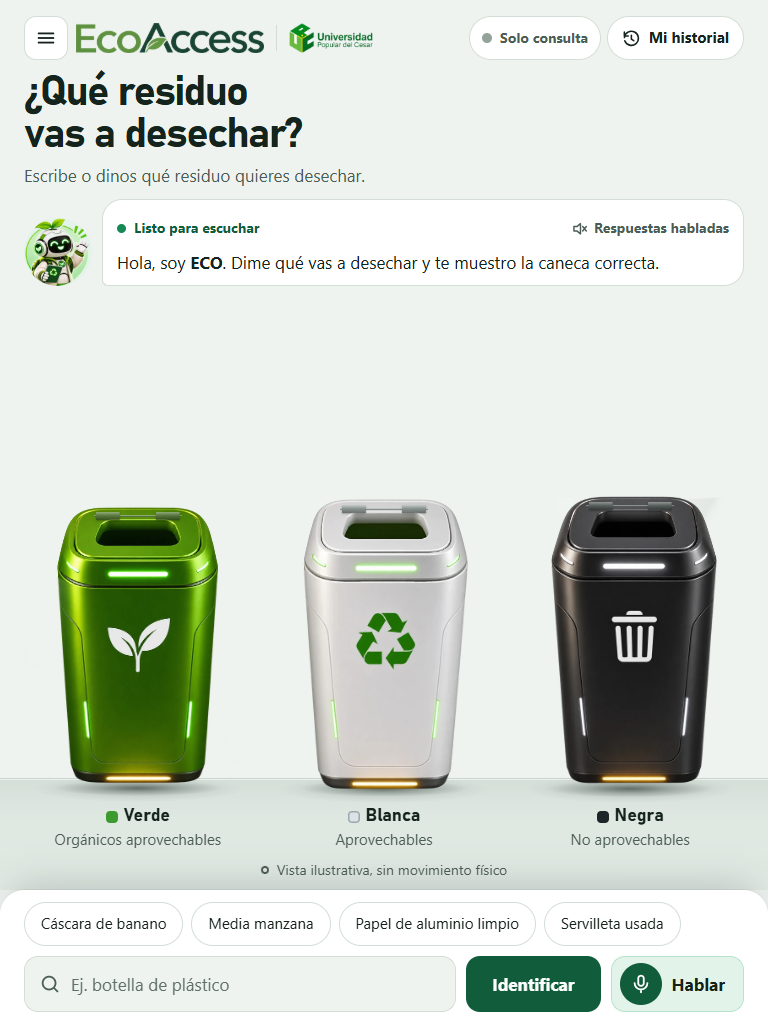 EcoAccess
Universidad
Popular del Cesar
Solo consulta
Mi historial
¿Qué residuo
vas a desechar?
Escribe o dinos qué residuo quieres desechar.
Listo para escuchar
Respuestas habladas
Hola, soy ECO. Dime qué vas a desechar y te muestro la caneca correcta.
Verde
Orgánicos aprovechables
Blanca
Aprovechables
Negra
No aprovechables
Vista ilustrativa, sin movimiento físico
Cáscara de banano
Media manzana
Papel de aluminio limpio
Servilleta usada
Ej. botella de plástico
Identificar
Hablar